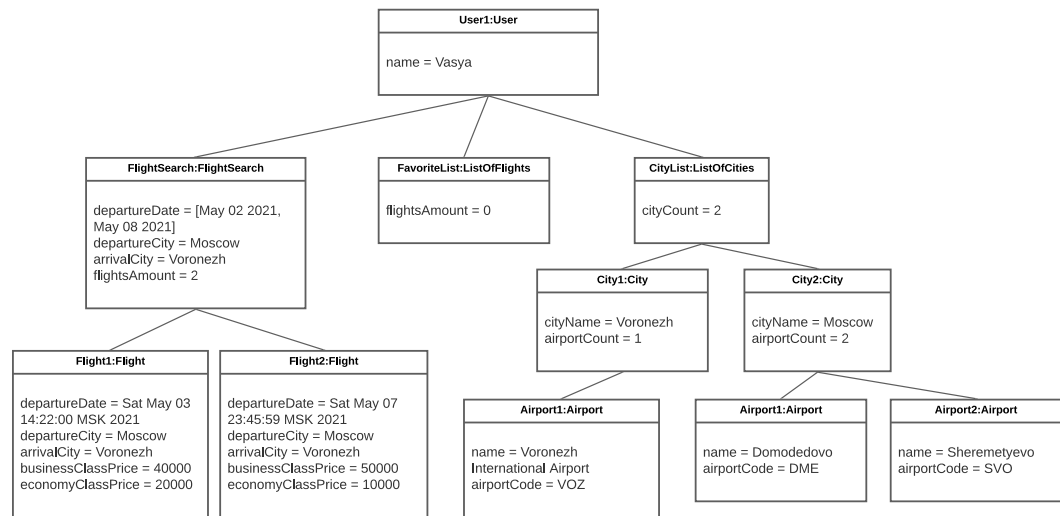 User1:User
name = Vasya
FlightSearch:FlightSearch
departureDate = [May 02 2021,
May 08 2021]
departureCity = Moscow
arrivalCity = Voronezh
flightsAmount = 2
FavoriteList:ListOfFlights
flightsAmount = 0
CityList:ListOfCities
cityCount = 2
City1:City
cityName = Voronezh
airportCount = 1
City2:City
cityName = Moscow
airportCount = 2
Flight1:Flight
departureDate = Sat May 03
14:22:00 MSK 2021
departureCity = Moscow
arrivalCity = Voronezh
businessClassPrice = 40000
economyClassPrice = 20000
Flight2:Flight
departureDate = Sat May 07
23:45:59 MSK 2021
departureCity = Moscow
arrivalCity = Voronezh
businessClassPrice = 50000
economyClassPrice = 10000
Airport1:Airport
name = Voronezh
International Airport
airportCode = VOZ
Airport1:Airport
name = Domodedovo
airportCode = DME
Airport2:Airport
name = Sheremetyevo
airportCode = SVO